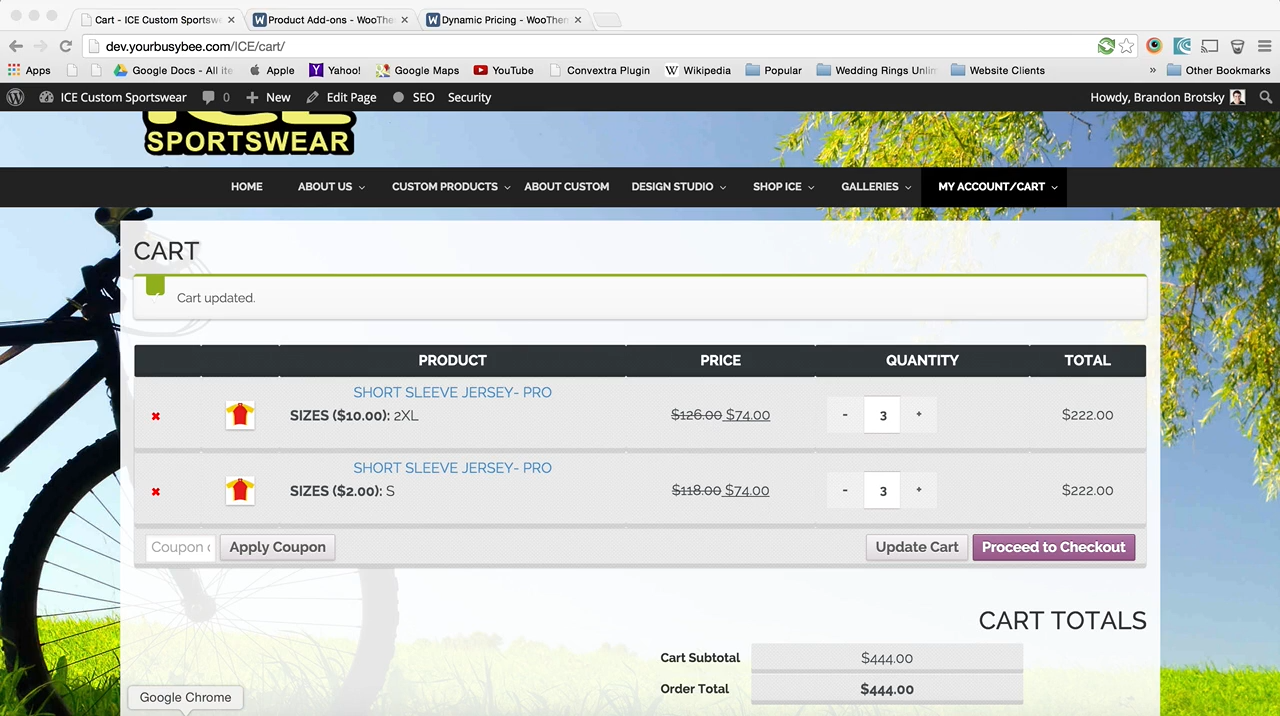 Cart - ICE Custom Sportsw
Product Add-ons - WooThe
Dynamic Pricing - WooThem
dev.yourbusybee.com/ICE/cart/
Apps
Google Docs - All ite
Apple
Yahoo!
Google Maps
YouTube
Convextra Plugin
Wikipedia
Popular
Wedding Rings Unlim
Website Clients
»
Other Bookmarks
ICE Custom Sportswear
0
+ New
Edit Page
SEO
Security
Howdy, Brandon Brotsky
ICE
SPORTSWEAR
HOME
ABOUT US
CUSTOM PRODUCTS
ABOUT CUSTOM
DESIGN STUDIO
SHOP ICE
GALLERIES
MY ACCOUNT/CART
CART
Cart updated.
PRODUCT PRICE QUANTITY TOTAL
SHORT SLEEVE JERSEY- PRO
SIZES ($10.00): 2XL
$126.00 $74.00
- 3 +
$222.00
SHORT SLEEVE JERSEY- PRO
SIZES ($2.00): S
$118.00 $74.00
- 3 +
$222.00
Coupon c
Apply Coupon
Update Cart
Proceed to Checkout
CART TOTALS
Cart Subtotal $444.00
Order Total $444.00
Google Chrome